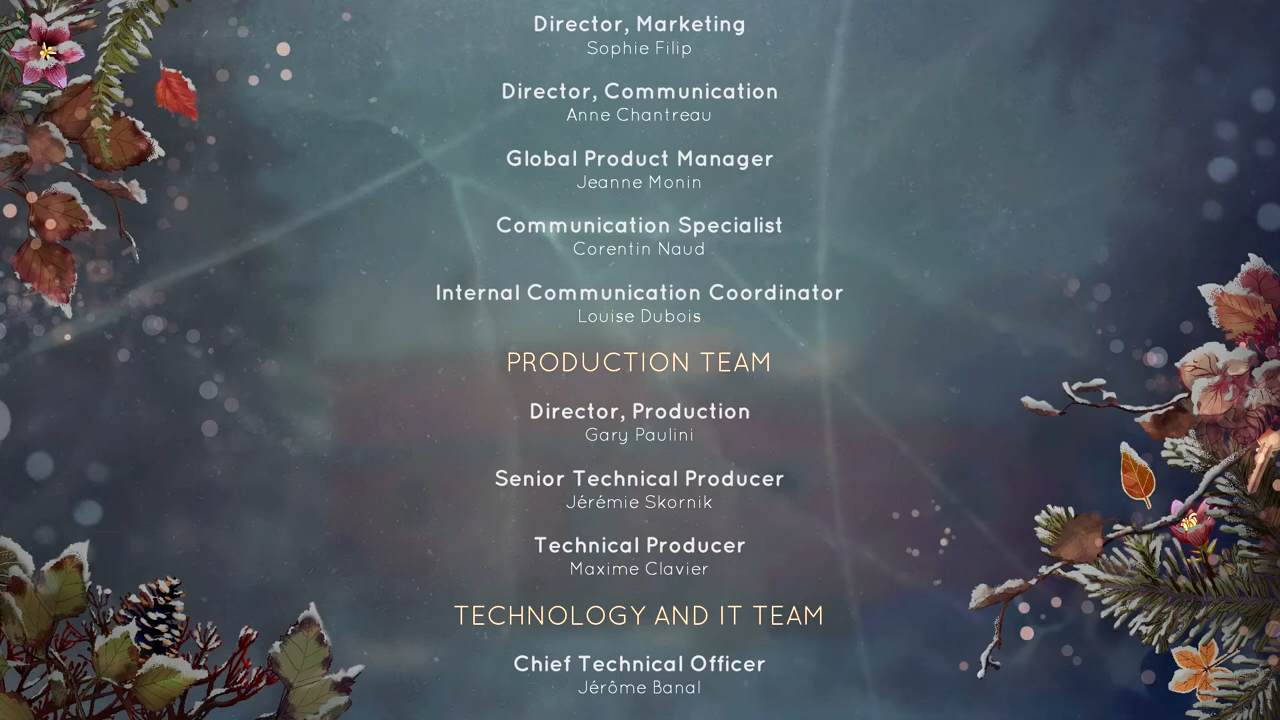 Director, Marketing
Sophie Filip
Director, Communication
Anne Chantreau
Global Product Manager
Jeanne Monin
Communication Specialist
Corentin Naud
Internal Communication Coordinator
Louise Dubois
PRODUCTION TEAM
Director, Production
Gary Paulini
Senior Technical Producer
Jérémie Skornik
Technical Producer
Maxime Clavier
TECHNOLOGY AND IT TEAM
Chief Technical Officer
Jérôme Banal